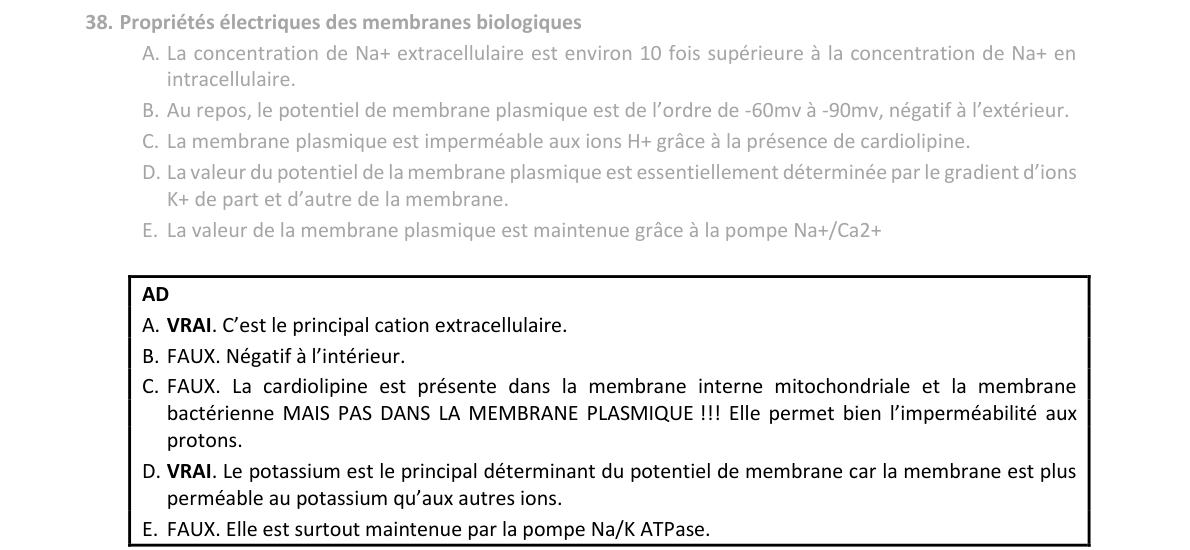 38. Propriétés électriques des membranes biologiques
A. La concentration de Na+ extracellulaire est environ 10 fois supérieure à la concentration de Na+ en
intracellulaire.
B. Au repos, le potentiel de membrane plasmique est de l’ordre de -60mv à -90mv, négatif à l’extérieur.
C. La membrane plasmique est imperméable aux ions H+ grâce à la présence de cardiolipine.
D. La valeur du potentiel de la membrane plasmique est essentiellement déterminée par le gradient d’ions
K+ de part et d’autre de la membrane.
E. La valeur de la membrane plasmique est maintenue grâce à la pompe Na+/Ca2+
AD
A. VRAI. C’est le principal cation extracellulaire.
B. FAUX. Négatif à l’intérieur.
C. FAUX. La cardiolipine est présente dans la membrane interne mitochondriale et la membrane
bactérienne MAIS PAS DANS LA MEMBRANE PLASMIQUE !!! Elle permet bien l’imperméabilité aux
protons.
D. VRAI. Le potassium est le principal déterminant du potentiel de membrane car la membrane est plus
perméable au potassium qu’aux autres ions.
E. FAUX. Elle est surtout maintenue par la pompe Na/K ATPase.